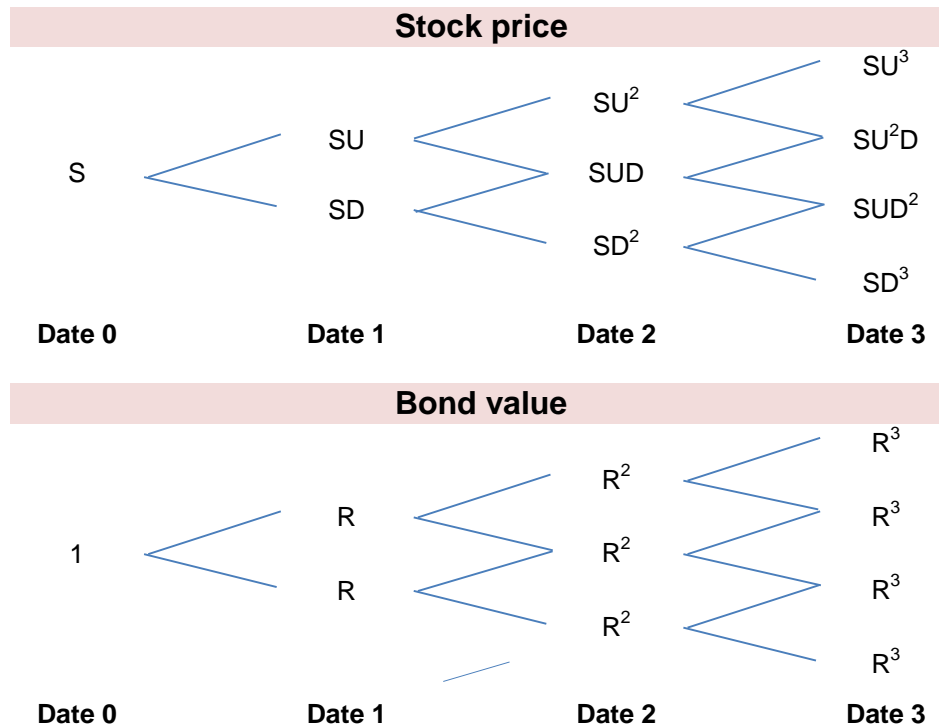 Stock price
SU³
SU²
SU
SU²D
S
SUD
SD
SUD²
SD²
SD³
Date 0 Date 1 Date 2 Date 3
Bond value
R³
R²
R
R³
1
R²
R
R³
R²
R³
Date 0 Date 1 Date 2 Date 3